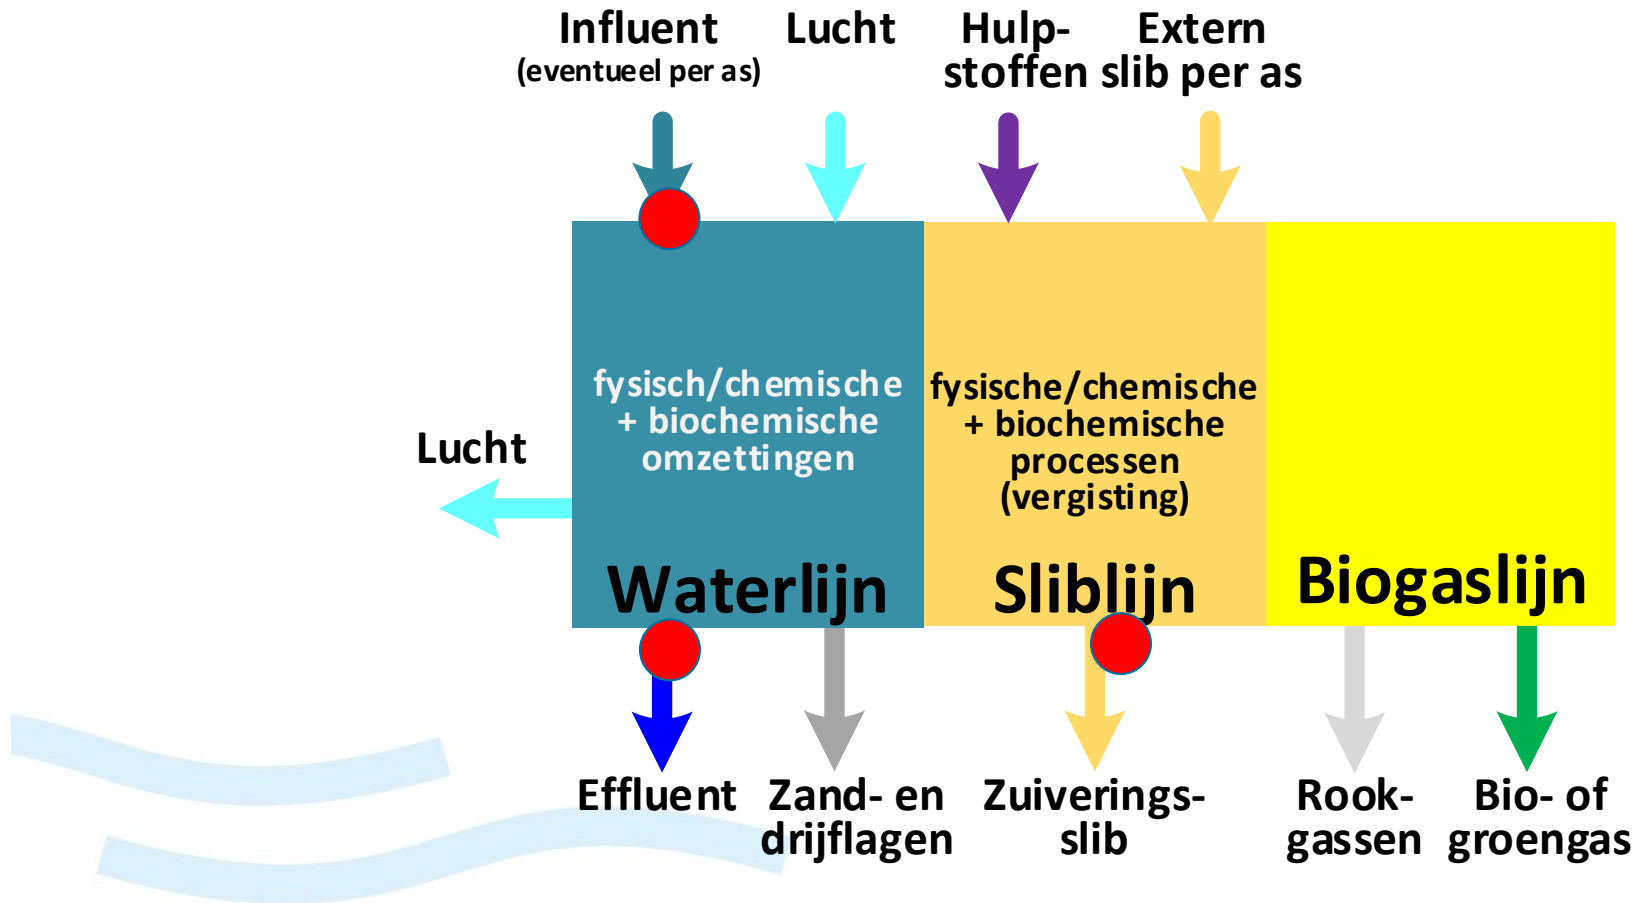 Influent
(eventueel per as)
Lucht
Hulp-
stoffen
Extern
slib per as
fysisch/chemische
+ biochemische
omzettingen
fysische/chemische
+ biochemische
processen
(vergisting)
Lucht
Waterlijn
Sliblijn
Biogaslijn
Effluent
Zand- en
drijflagen
Zuiverings-
slib
Rook-
gassen
Bio- of
groengas